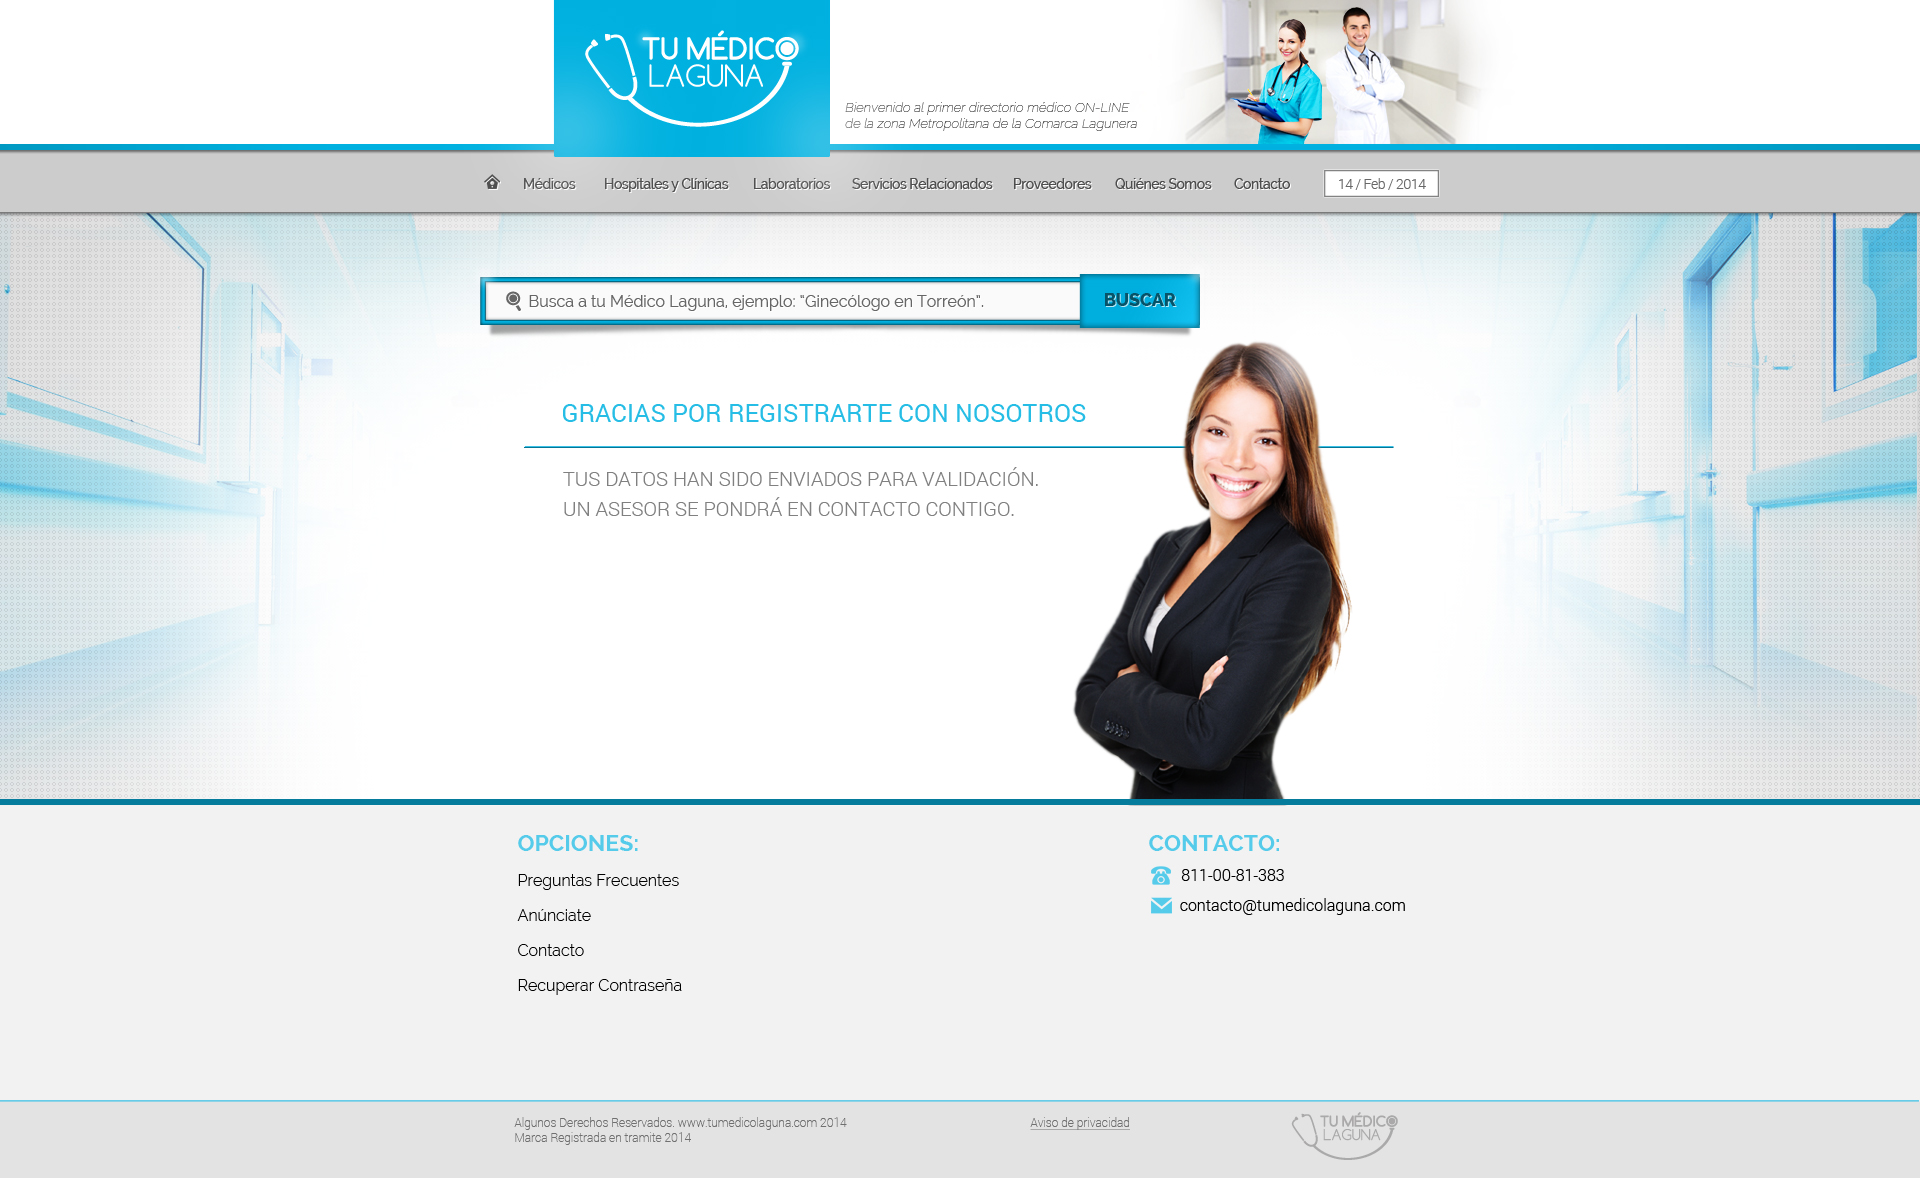 TU MÉDICO
LAGUNA
Bienvenido al primer directorio médico ON-LINE
de la zona Metropolitana de la Comarca Lagunera
Médicos Hospitales y Clínicas Laboratorios Servicios Relacionados Proveedores Quiénes Somos Contacto 14 / Feb / 2014
Busca a tu Médico Laguna, ejemplo: "Ginecólogo en Torreón". BUSCAR
GRACIAS POR REGISTRARTE CON NOSOTROS
TUS DATOS HAN SIDO ENVIADOS PARA VALIDACIÓN.
UN ASESOR SE PONDRÁ EN CONTACTO CONTIGO.
OPCIONES:
Preguntas Frecuentes
Anúnciate
Contacto
Recuperar Contraseña
CONTACTO:
811-00-81-383
contacto@tumedicolaguna.com
Algunos Derechos Reservados. www.tumedicolaguna.com 2014
Marca Registrada en tramite 2014
Aviso de privacidad
TU MÉDICO
LAGUNA